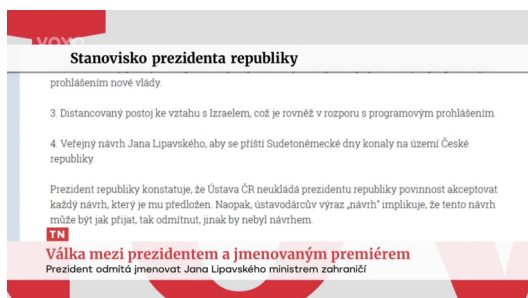 VOYO
Stanovisko prezidenta republiky
prohlášením nové vlády.
3. Distancovaný postoj ke vztahu s Izraelem, což je rovněž v rozporu s programovým prohlášením.
4. Veřejný návrh Jana Lipavského, aby se příští Sudetoněmecké dny konaly na území České
republiky.
Prezident republiky konstatuje, že Ústava ČR neukládá prezidentu republiky povinnost akceptovat
každý návrh, který je mu předložen. Naopak, ústavodárcův výraz „návrh“ implikuje, že tento návrh
může být jak přijat, tak odmítnut, jinak by nebyl návrhem.
TN
Válka mezi prezidentem a jmenovaným premiérem
Prezident odmítá jmenovat Jana Lipavského ministrem zahraničí